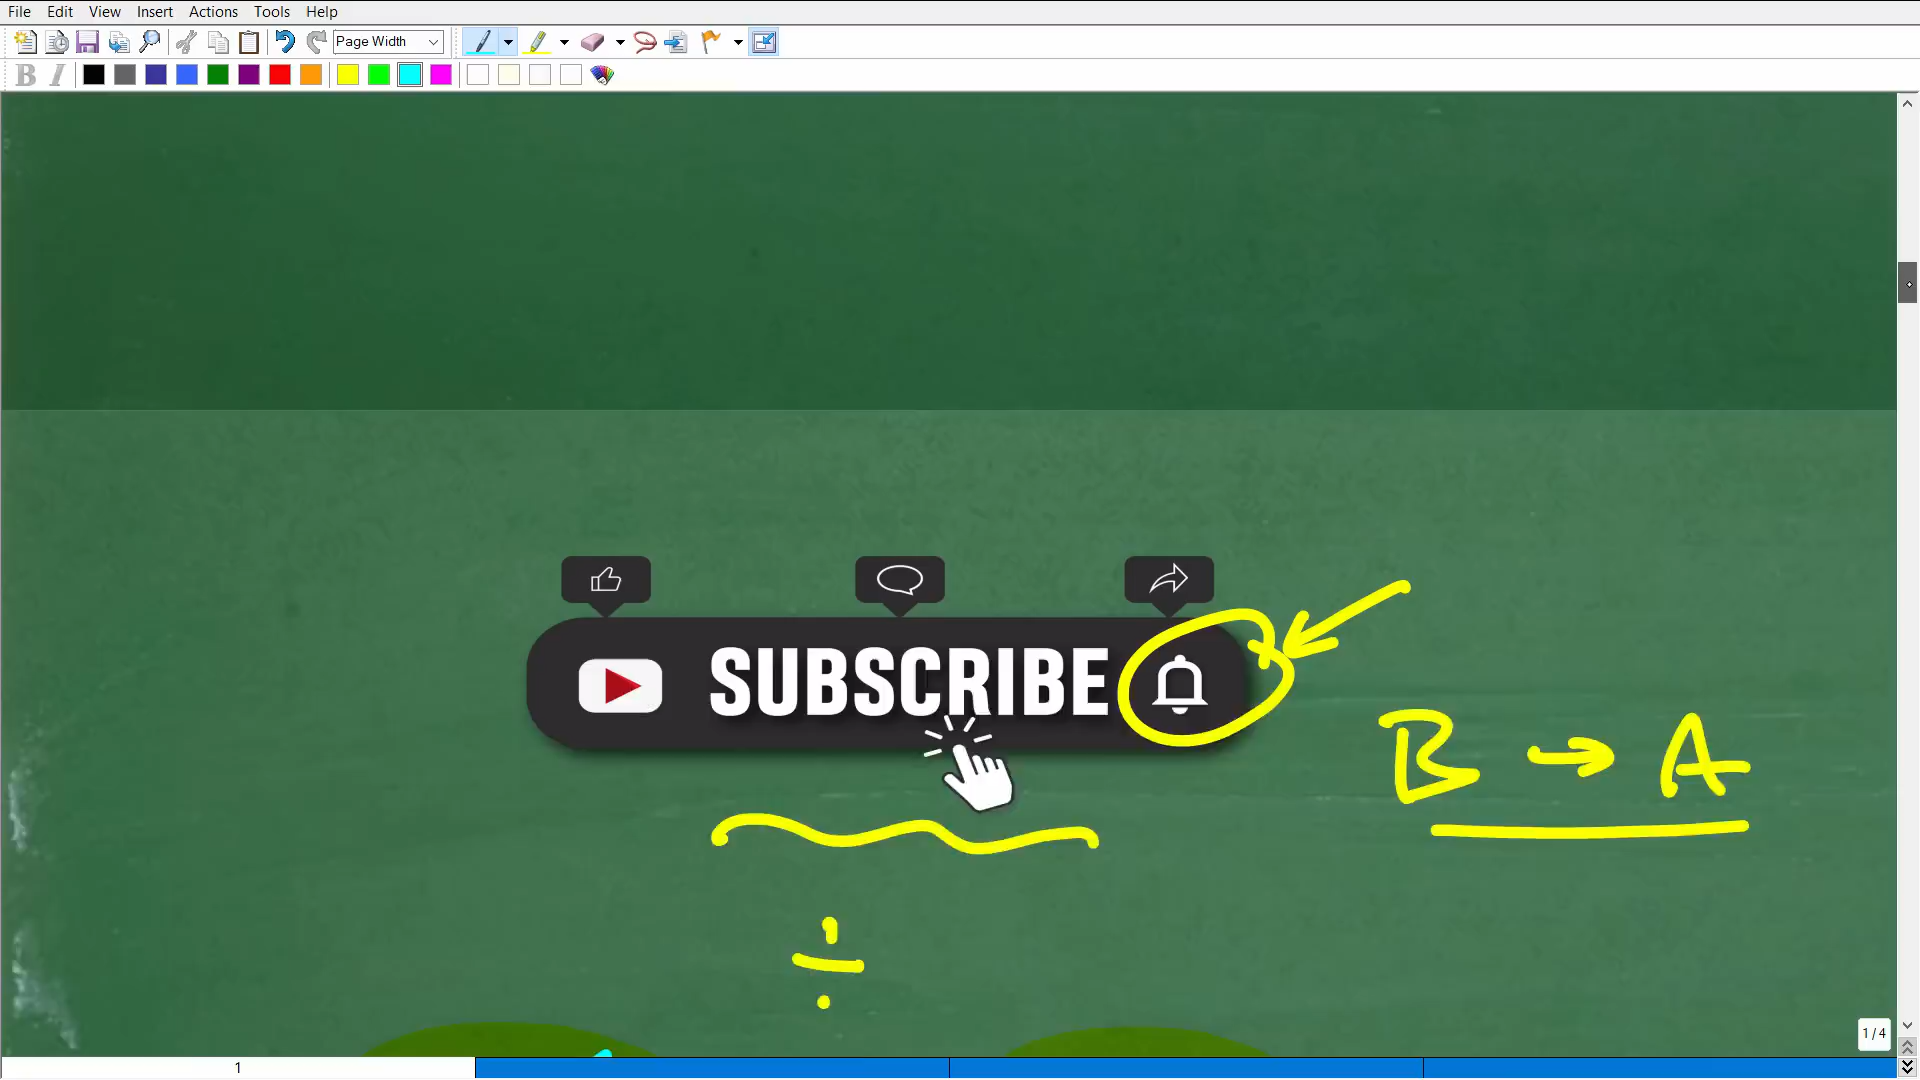 File Edit View Insert Actions Tools Help
Page Width
B I
SUBSCRIBE
B → A
÷
1 / 4
1